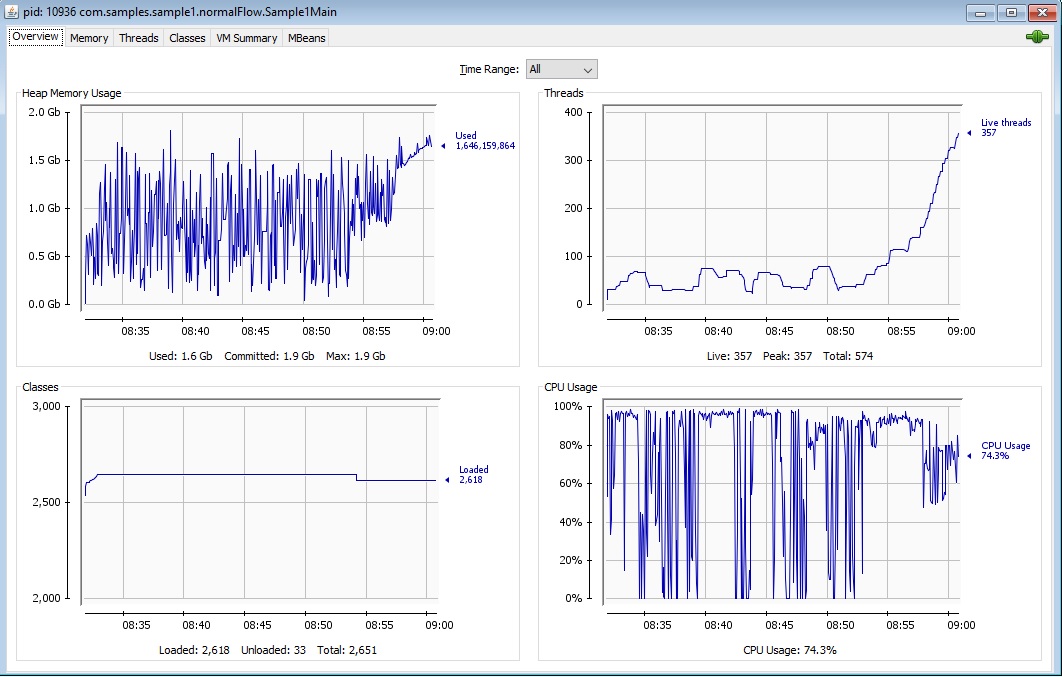 pid: 10936 com.samples.sample1.normalFlow.Sample1Main
Overview Memory Threads Classes VM Summary MBeans
Time Range: All
Heap Memory Usage
2.0 Gb
1.5 Gb
1.0 Gb
0.5 Gb
0.0 Gb
Used
1,646,159,864
08:35 08:40 08:45 08:50 08:55 09:00
Used: 1.6 Gb Committed: 1.9 Gb Max: 1.9 Gb
Threads
400
300
200
100
0
Live threads
357
08:35 08:40 08:45 08:50 08:55 09:00
Live: 357 Peak: 357 Total: 574
Classes
3,000
2,500
2,000
Loaded
2,618
08:35 08:40 08:45 08:50 08:55 09:00
Loaded: 2,618 Unloaded: 33 Total: 2,651
CPU Usage
100%
80%
60%
40%
20%
0%
CPU Usage
74.3%
08:35 08:40 08:45 08:50 08:55 09:00
CPU Usage: 74.3%